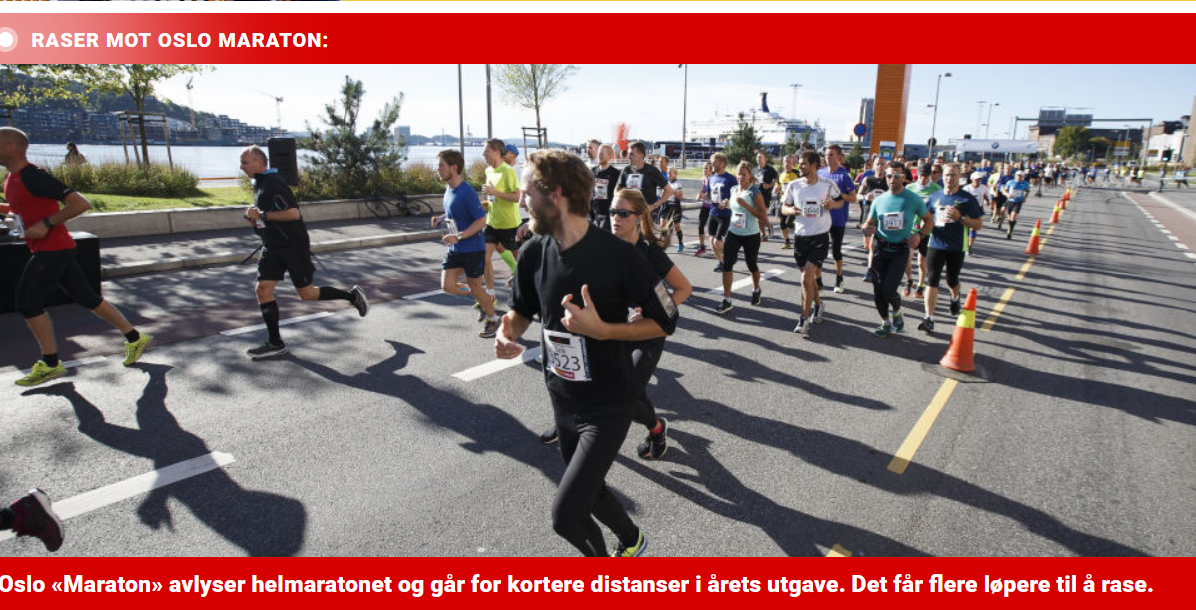 RASER MOT OSLO MARATON:
523
Oslo «Maraton» avlyser helmaratonet og går for kortere distanser i årets utgave. Det får flere løpere til å rase.